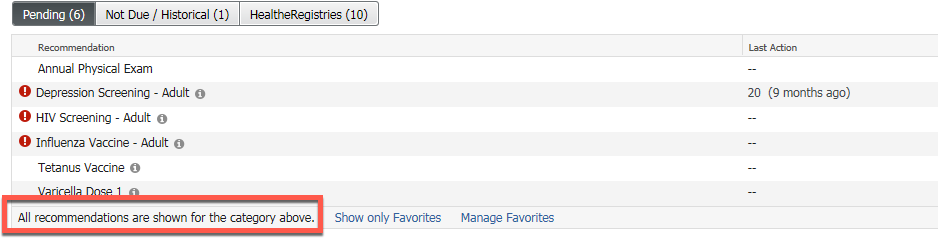 Pending (6) Not Due / Historical (1) HealtheRegistries (10)
Recommendation Last Action
Annual Physical Exam --
Depression Screening - Adult 20 (9 months ago)
HIV Screening - Adult --
Influenza Vaccine - Adult --
Tetanus Vaccine --
Varicella Dose 1 --
All recommendations are shown for the category above. Show only Favorites Manage Favorites